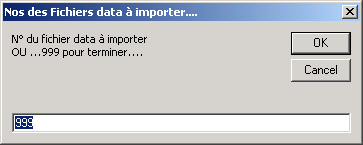 Nos des Fichiers data à importer....
N° du fichier data à importer
OU ...999 pour terminer....
OK
Cancel
999